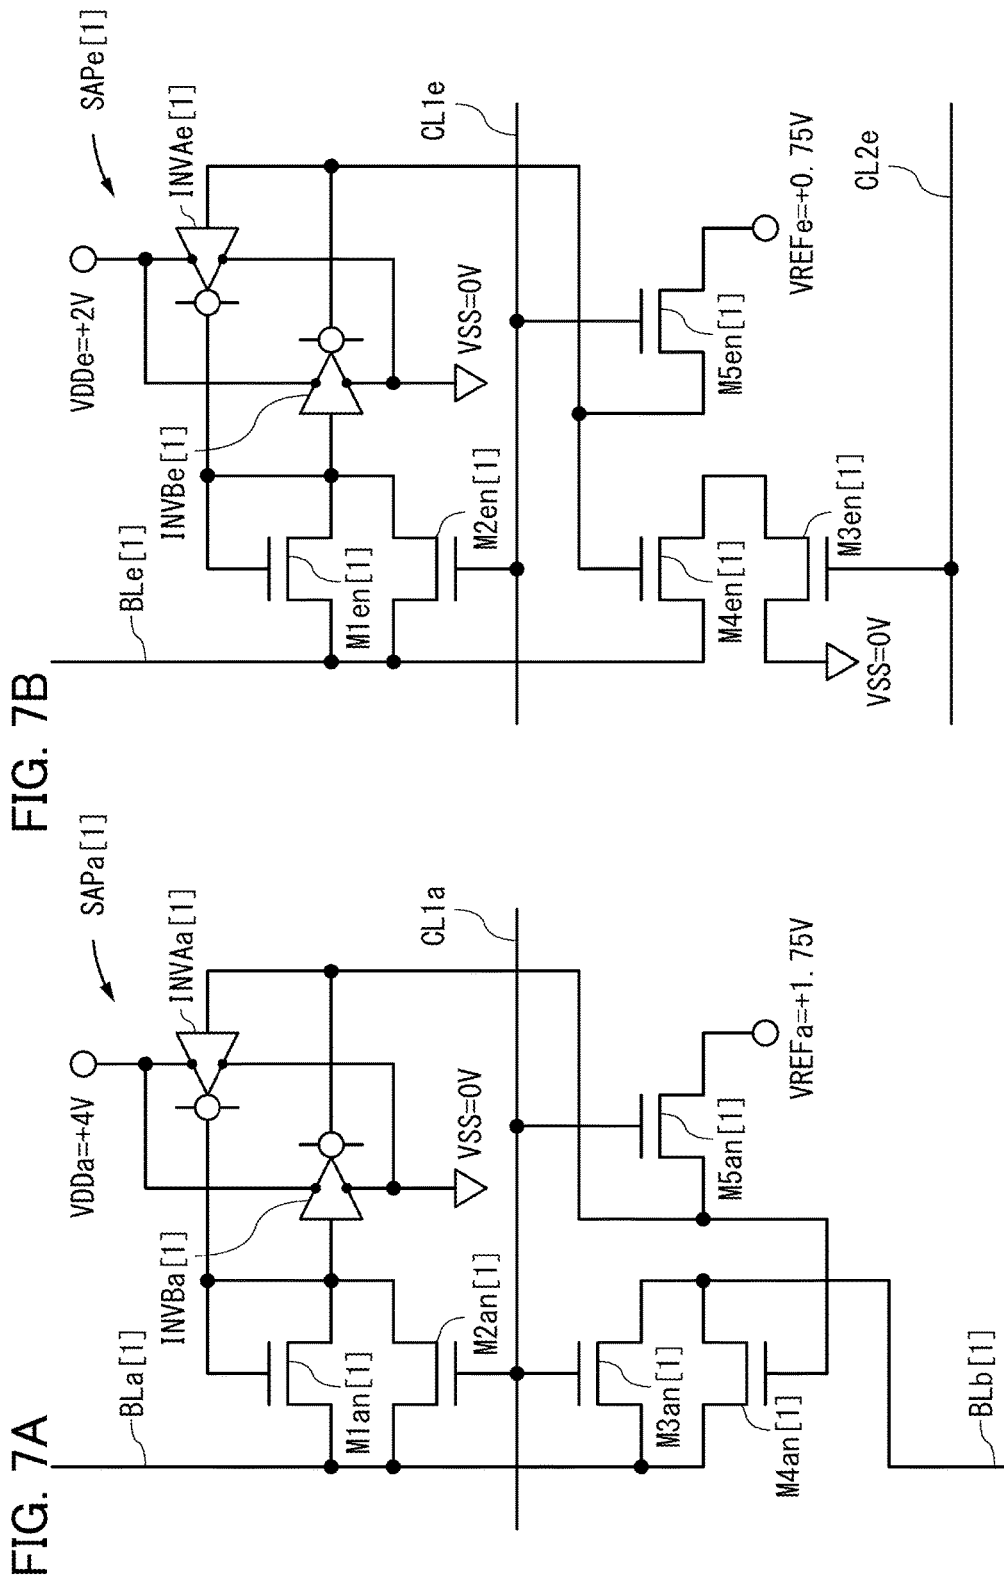 FIG. 7A
SAPa[1]
VDDa=+4V
INVAa[1]
BLa[1]
INVBa[1]
VSS=0V
CL1a
M1an[1]
M2an[1]
M3an[1]
M4an[1]
M5an[1]
VREFa=+1.75V
BLb[1]
FIG. 7B
SAPe[1]
VDDe=+2V
INVAe[1]
BLe[1]
INVBe[1]
VSS=0V
CL1e
M1en[1]
M2en[1]
M5en[1]
VREFe=+0.75V
M4en[1]
M3en[1]
VSS=0V
CL2e